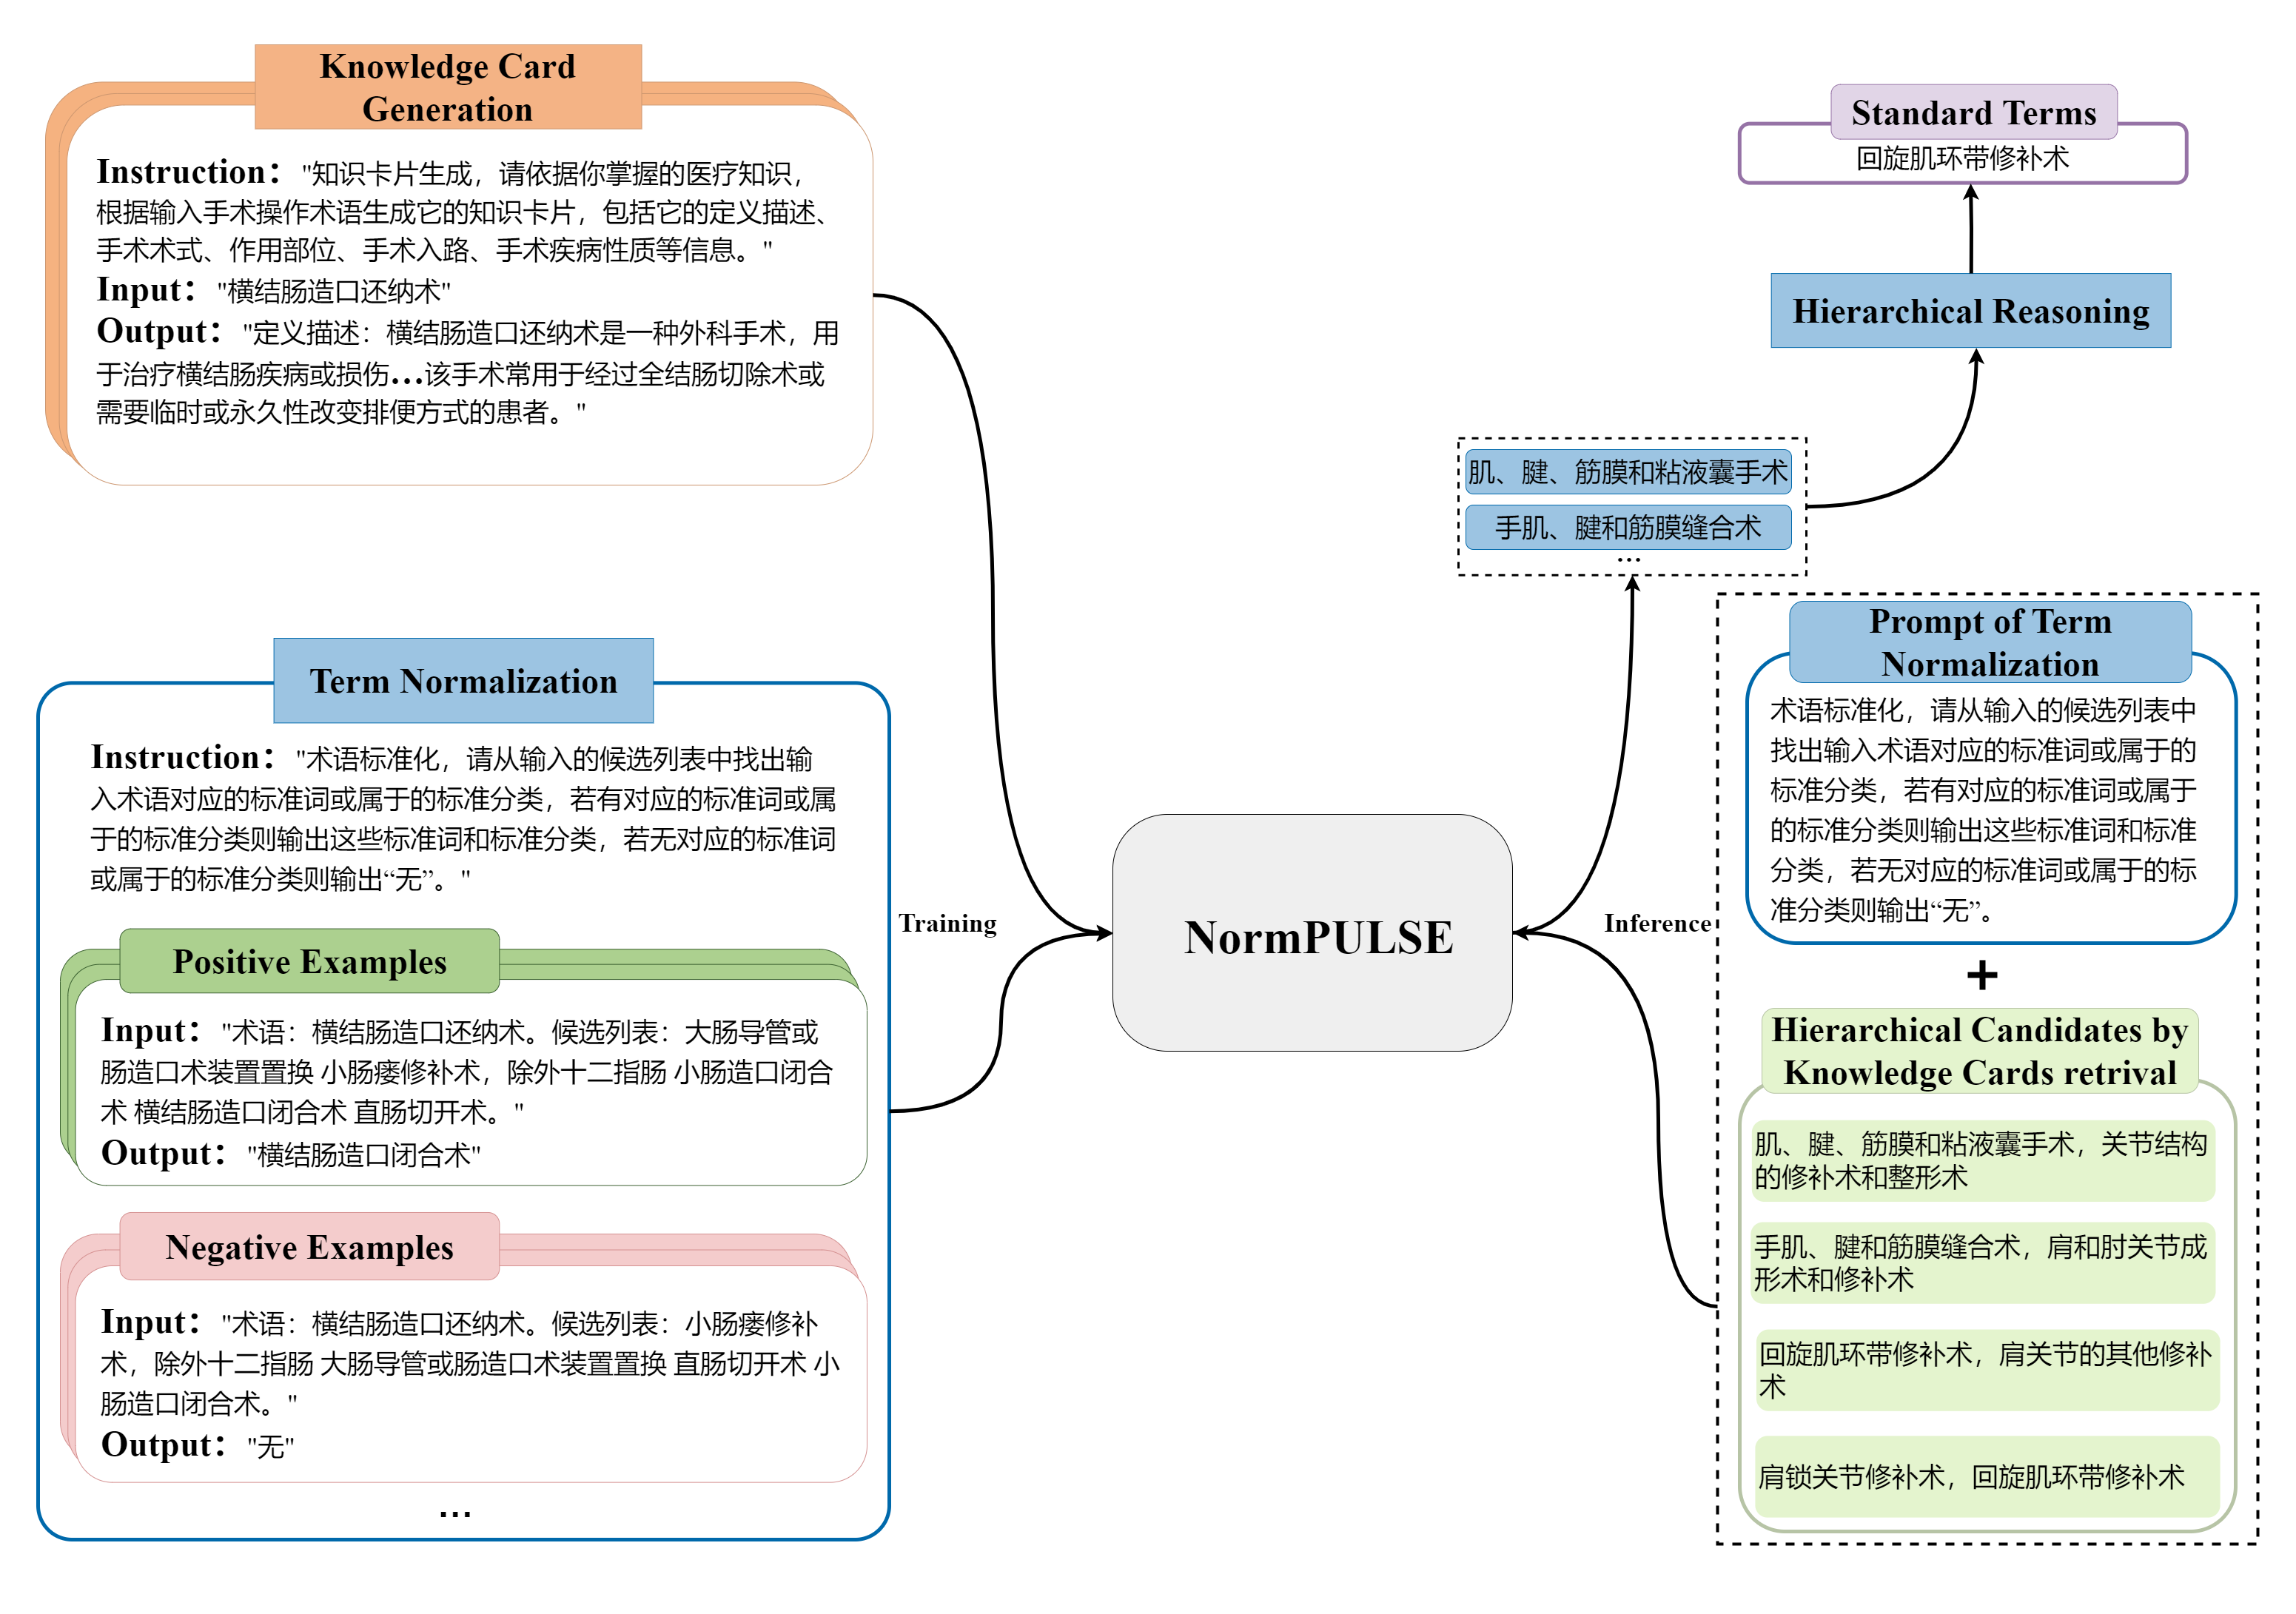 Knowledge Card
Generation
Instruction："知识卡片生成，请依据你掌握的医疗知识，
根据输入手术操作术语生成它的知识卡片，包括它的定义描述、
手术术式、作用部位、手术入路、手术疾病性质等信息。"
Input："横结肠造口还纳术"
Output："定义描述：横结肠造口还纳术是一种外科手术，用
于治疗横结肠疾病或损伤...该手术常用于经过全结肠切除术或
需要临时或永久性改变排便方式的患者。"
Term Normalization
Instruction："术语标准化，请从输入的候选列表中找出输
入术语对应的标准词或属于的标准分类，若有对应的标准词或属
于的标准分类则输出这些标准词和标准分类，若无对应的标准词
或属于的标准分类则输出“无”。"
Positive Examples
Input："术语：横结肠造口还纳术。候选列表：大肠导管或
肠造口术装置置换 小肠瘘修补术，除外十二指肠 小肠造口闭合
术 横结肠造口闭合术 直肠切开术。"
Output："横结肠造口闭合术"
Negative Examples
Input："术语：横结肠造口还纳术。候选列表：小肠瘘修补
术，除外十二指肠 大肠导管或肠造口术装置置换 直肠切开术 小
肠造口闭合术。"
Output："无"
...
Training
NormPULSE
Inference
Standard Terms
回旋肌环带修补术
Hierarchical Reasoning
肌、腱、筋膜和粘液囊手术
手肌、腱和筋膜缝合术
...
Prompt of Term
Normalization
术语标准化，请从输入的候选列表中
找出输入术语对应的标准词或属于的
标准分类，若有对应的标准词或属于
的标准分类则输出这些标准词和标准
分类，若无对应的标准词或属于的标
准分类则输出“无”。
+
Hierarchical Candidates by
Knowledge Cards retrival
肌、腱、筋膜和粘液囊手术，关节结构
的修补术和整形术
手肌、腱和筋膜缝合术，肩和肘关节成
形术和修补术
回旋肌环带修补术，肩关节的其他修补
术
肩锁关节修补术，回旋肌环带修补术